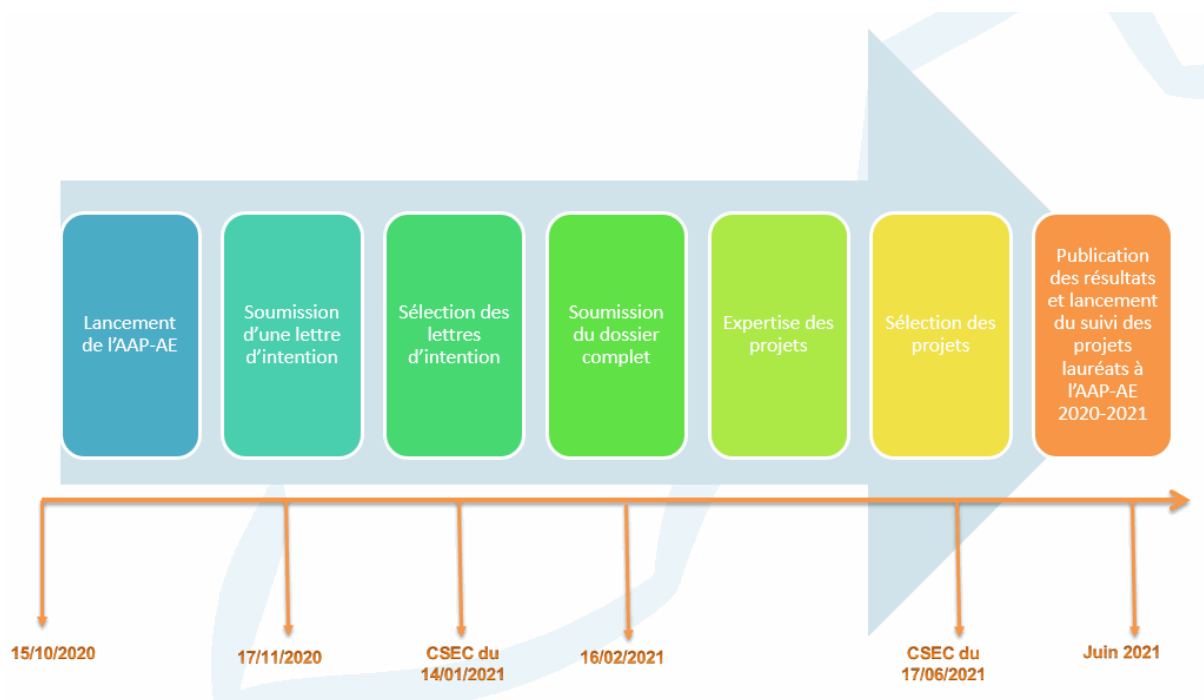 Lancement
de l’AAP-AE
Soumission
d’une lettre
d’intention
Sélection des
lettres
d’intention
Soumission
du dossier
complet
Expertise des
projets
Sélection des
projets
Publication
des résultats
et lancement
du suivi des
projets
lauréats à
l’AAP-AE
2020-2021
15/10/2020
17/11/2020
CSEC du
14/01/2021
16/02/2021
CSEC du
17/06/2021
Juin 2021